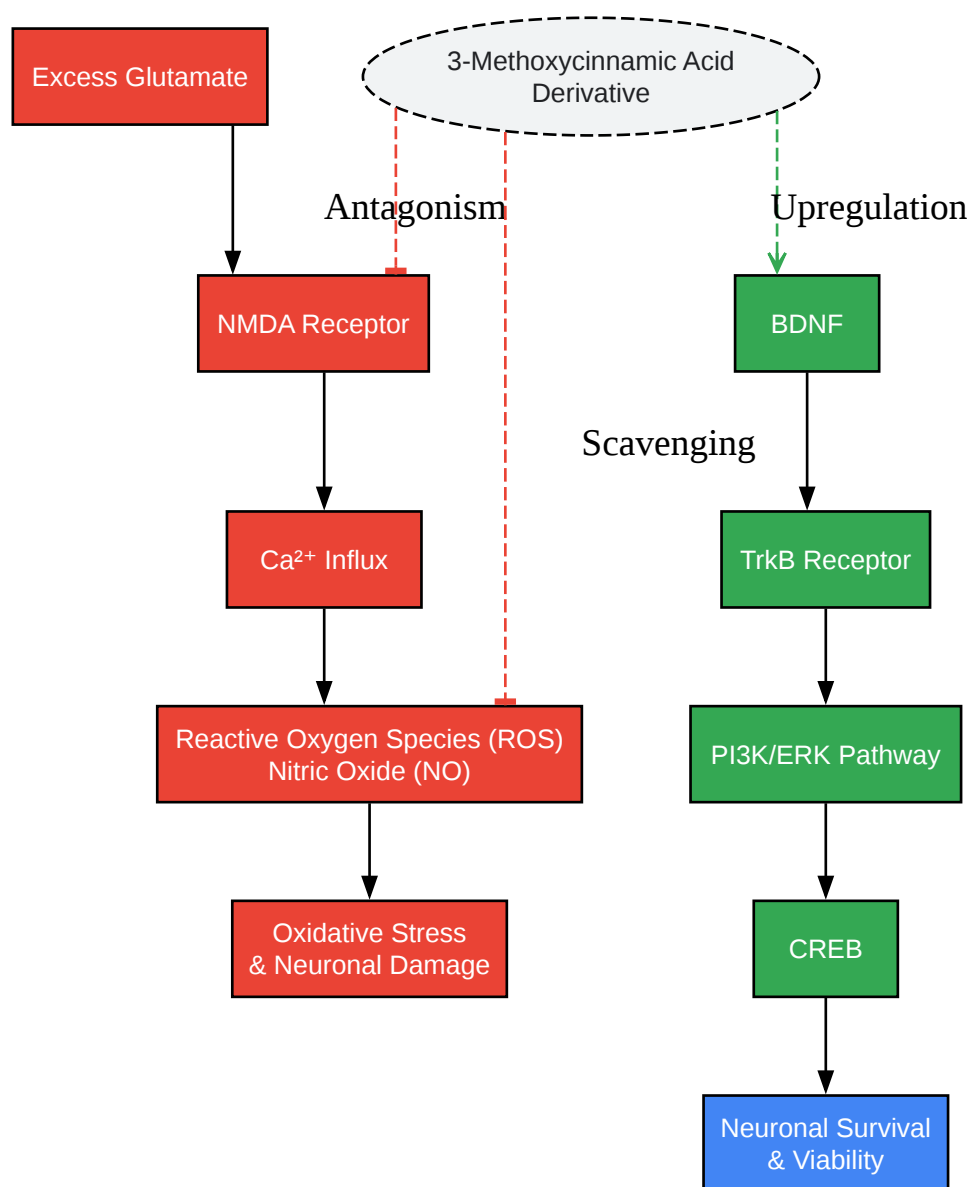 Excess Glutamate
3-Methoxycinnamic Acid
Derivative
Antagonism
Upregulation
NMDA Receptor
BDNF
Scavenging
Ca²⁺ Influx
TrkB Receptor
Reactive Oxygen Species (ROS)
Nitric Oxide (NO)
PI3K/ERK Pathway
Oxidative Stress
& Neuronal Damage
CREB
Neuronal Survival
& Viability